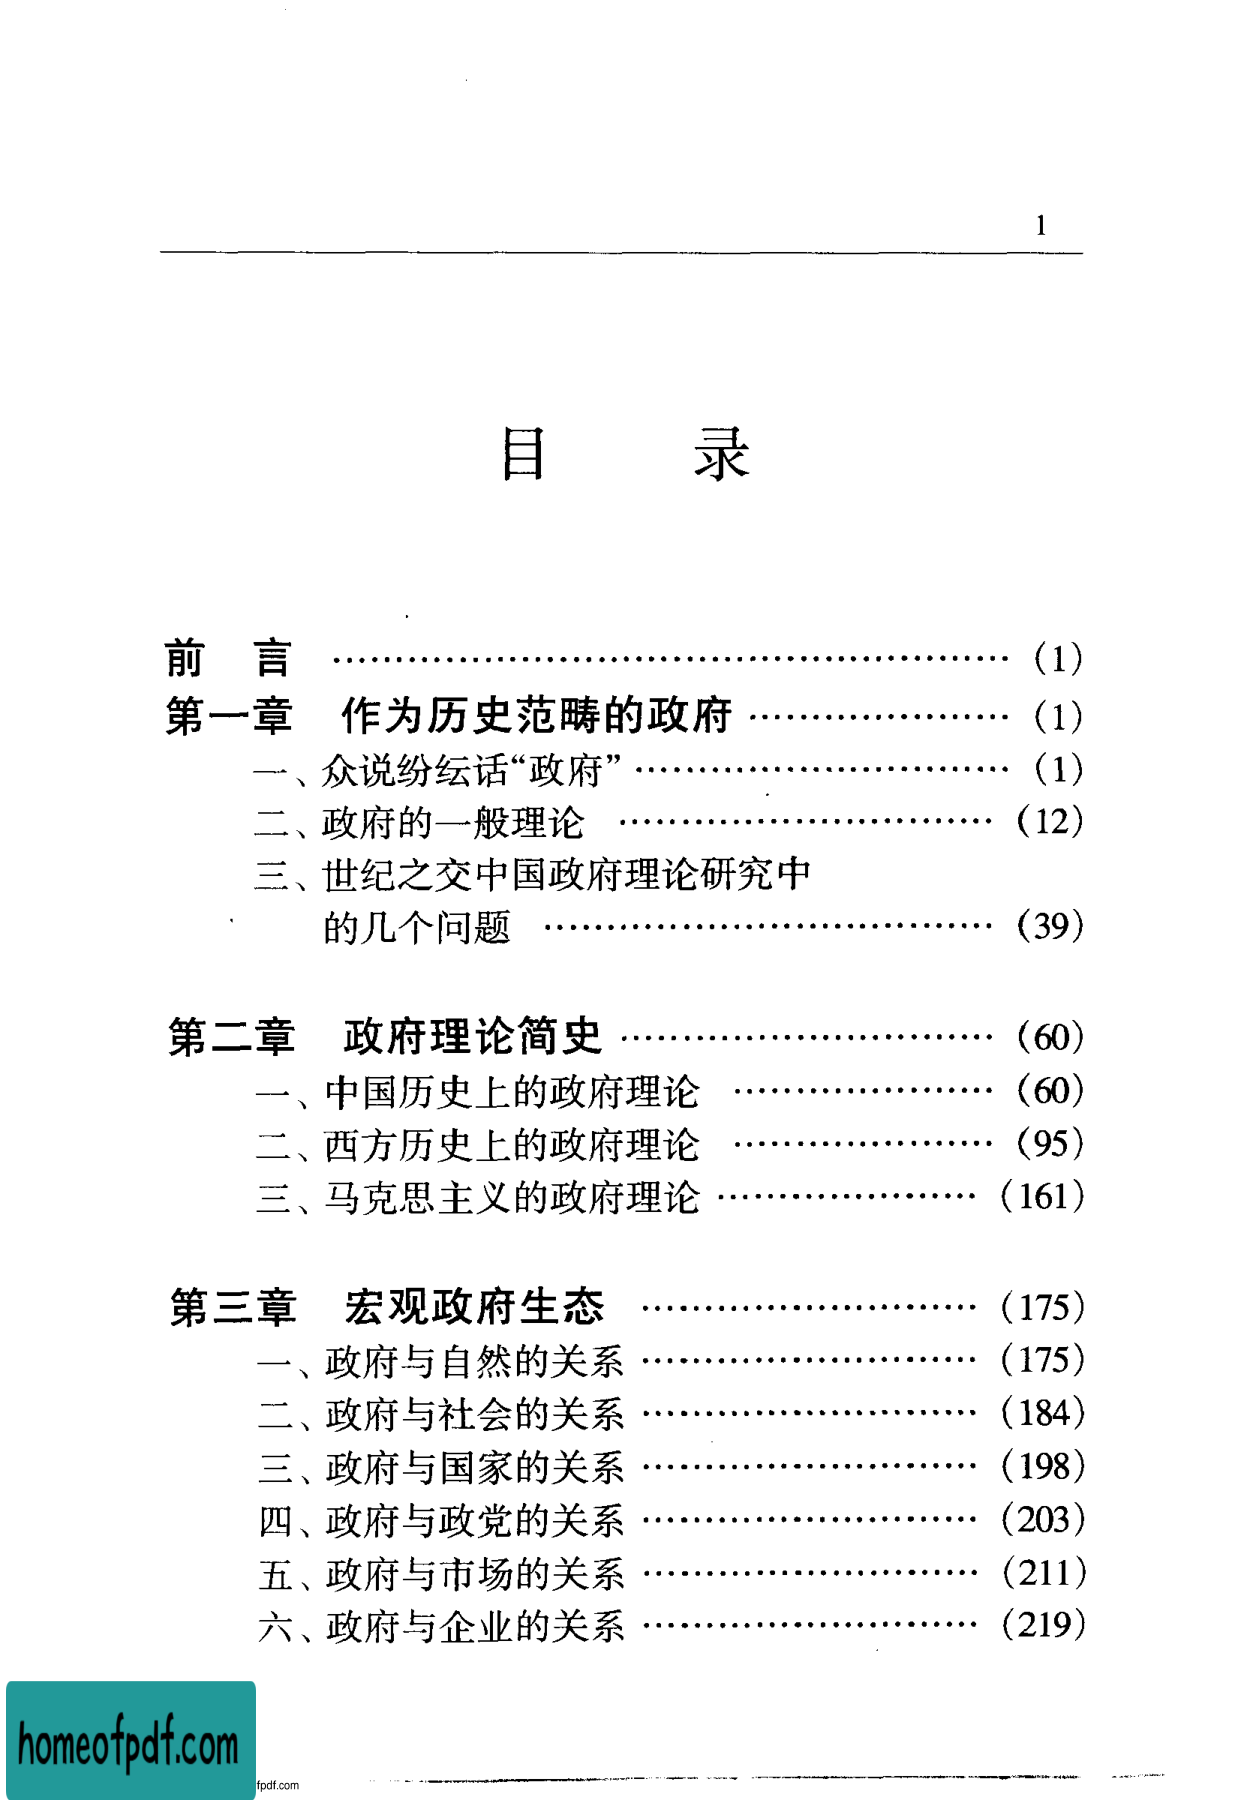 1
目 录
前 言 …………………………………………… (1)
第一章 作为历史范畴的政府 ………………… (1)
一、众说纷纭话“政府” ………………………… (1)
二、政府的一般理论 ………………………… (12)
三、世纪之交中国政府理论研究中
的几个问题 ……………………………… (39)
第二章 政府理论简史 ………………………… (60)
一、中国历史上的政府理论 ………………… (60)
二、西方历史上的政府理论 ………………… (95)
三、马克思主义的政府理论 ………………… (161)
第三章 宏观政府生态 ……………………… (175)
一、政府与自然的关系 ……………………… (175)
二、政府与社会的关系 ……………………… (184)
三、政府与国家的关系 ……………………… (198)
四、政府与政党的关系 ……………………… (203)
五、政府与市场的关系 ……………………… (211)
六、政府与企业的关系 ……………………… (219)
homeofpdf.com
fpdf.com